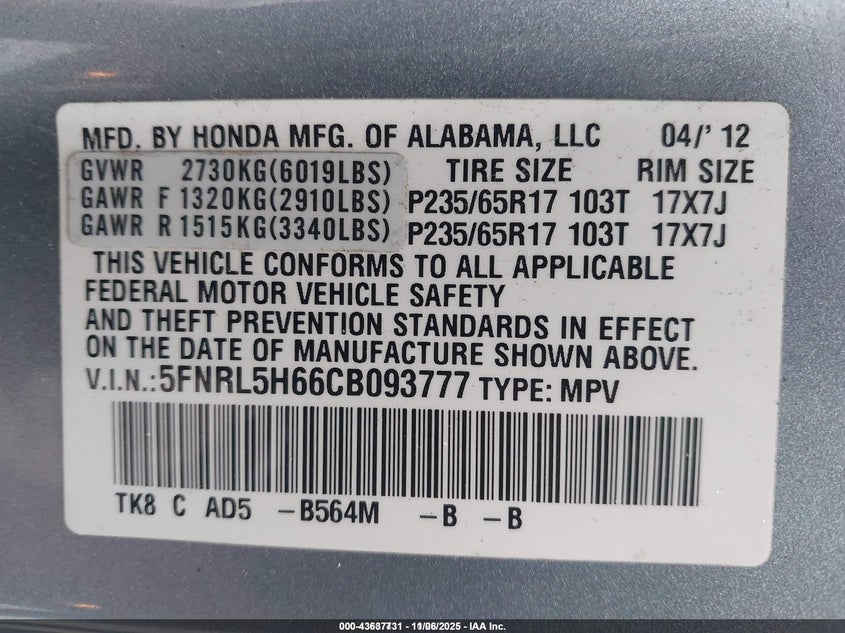 MFD. BY HONDA MFG. OF ALABAMA, LLC 04/' 12
GVWR 2730KG(6019LBS) TIRE SIZE RIM SIZE
GAWR F 1320KG(2910LBS) P235/65R17 103T 17X7J
GAWR R 1515KG(3340LBS) P235/65R17 103T 17X7J
THIS VEHICLE CONFORMS TO ALL APPLICABLE
FEDERAL MOTOR VEHICLE SAFETY
AND THEFT PREVENTION STANDARDS IN EFFECT
ON THE DATE OF MANUFACTURE SHOWN ABOVE.
V.I.N.:5FNRL5H66CB093777 TYPE: MPV
TK8 C AD5 -B564M -B -B
- IAA Inc.